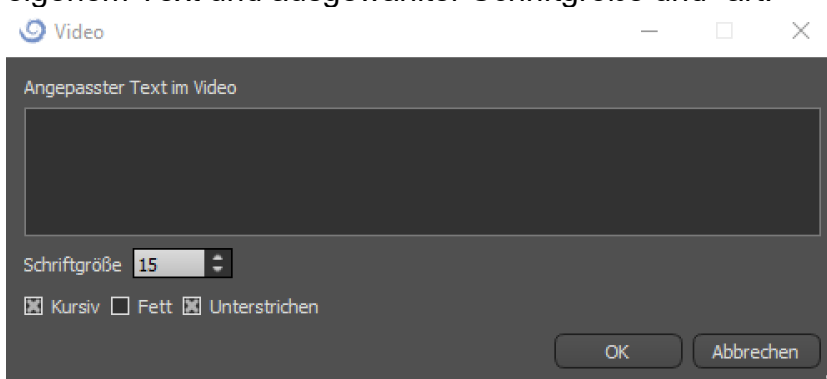 eigenem Text und ausgewählter Schriftgröße und -art.
Video
Angepasster Text im Video
Schriftgröße 15
Kursiv Fett Unterstrichen
OK Abbrechen